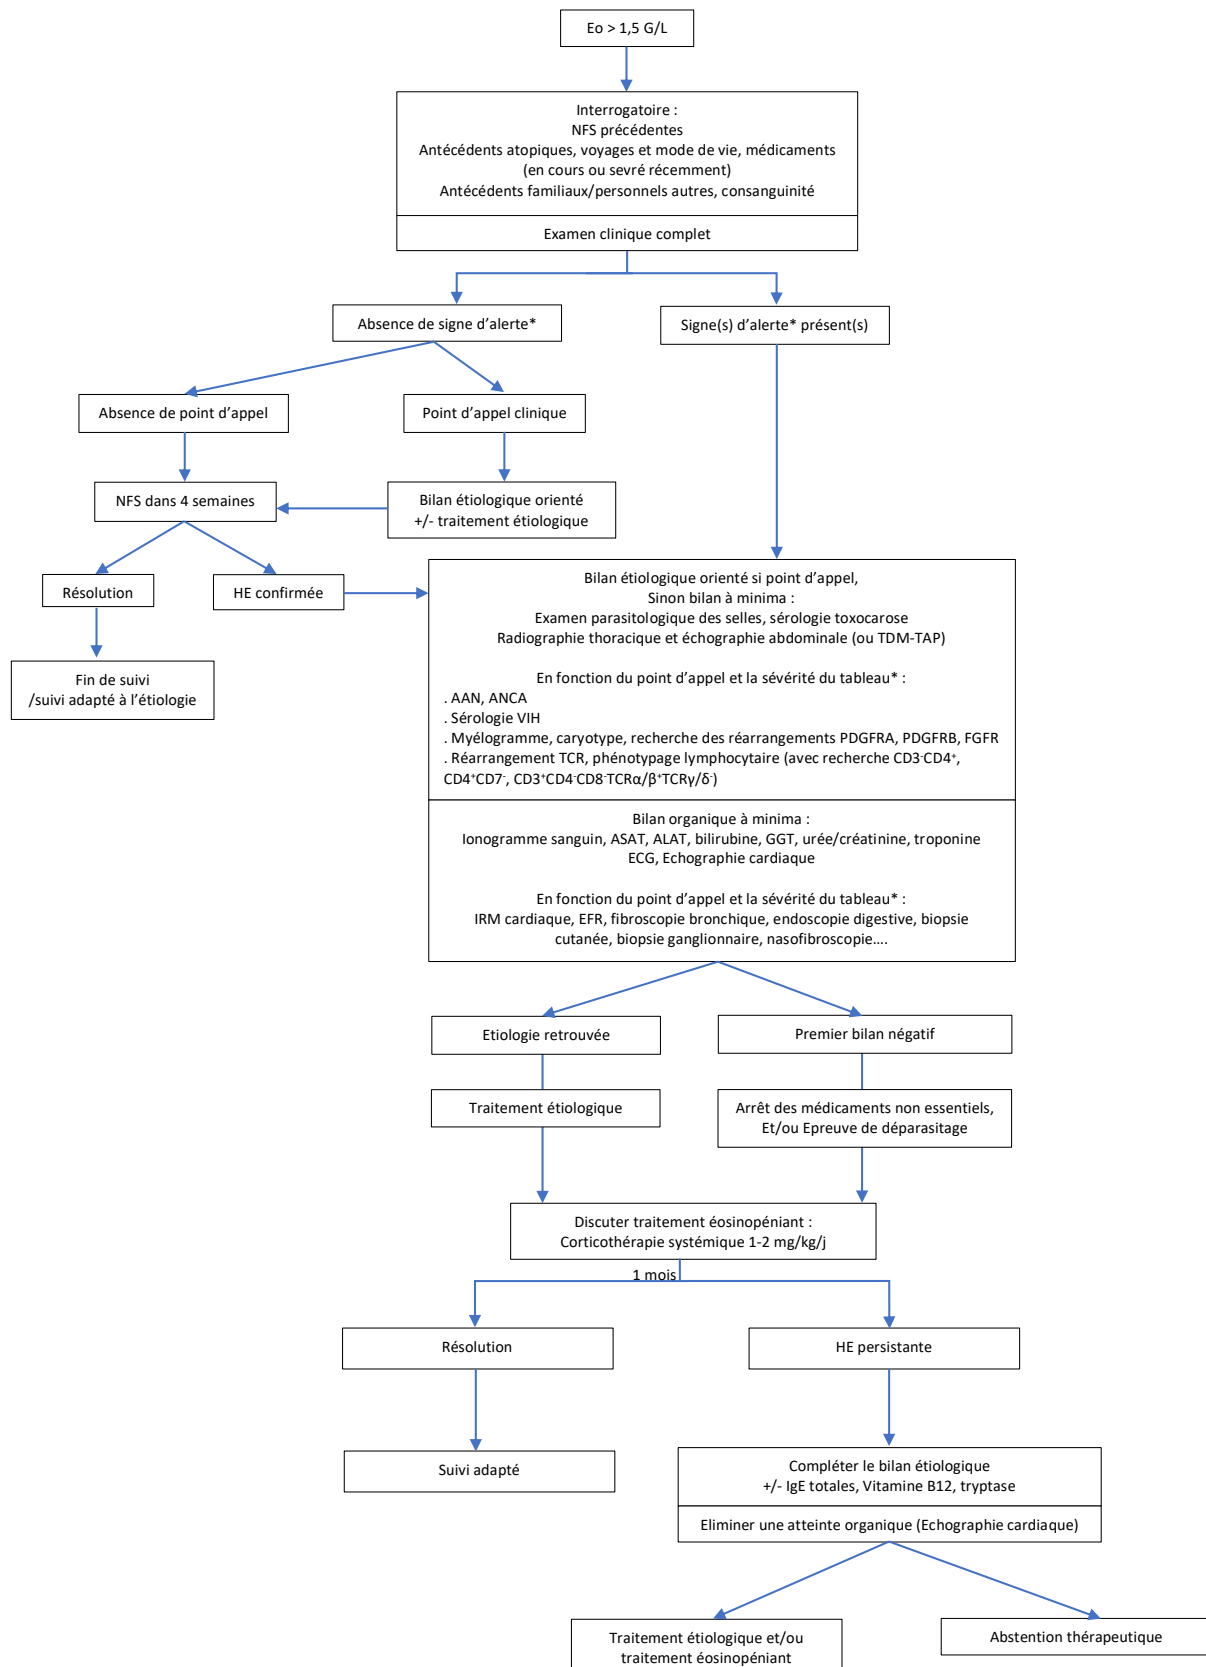 Eo > 1,5 G/L
Interrogatoire :
NFS précédentes
Antécédents atopiques, voyages et mode de vie, médicaments
(en cours ou sevré récemment)
Antécédents familiaux/personnels autres, consanguinité
Examen clinique complet
Absence de signe d’alerte*
Signe(s) d’alerte* présent(s)
Absence de point d’appel
Point d’appel clinique
NFS dans 4 semaines
Bilan étiologique orienté
+/- traitement étiologique
Résolution
HE confirmée
Fin de suivi
/suivi adapté à l’étiologie
Bilan étiologique orienté si point d’appel,
Sinon bilan à minima :
Examen parasitologique des selles, sérologie toxocarose
Radiographie thoracique et échographie abdominale (ou TDM-TAP)
En fonction du point d’appel et la sévérité du tableau* :
. AAN, ANCA
. Sérologie VIH
. Myélogramme, caryotype, recherche des réarrangements PDGFRA, PDGFRB, FGFR
. Réarrangement TCR, phénotypage lymphocytaire (avec recherche CD3⁻CD4⁺,
CD4⁺CD7⁻, CD3⁺CD4⁻CD8⁻TCRα/β⁺TCRγ/δ⁻)
Bilan organique à minima :
Ionogramme sanguin, ASAT, ALAT, bilirubine, GGT, urée/créatinine, troponine
ECG, Echographie cardiaque
En fonction du point d’appel et la sévérité du tableau* :
IRM cardiaque, EFR, fibroscopie bronchique, endoscopie digestive, biopsie
cutanée, biopsie ganglionnaire, nasofibroscopie....
Etiologie retrouvée
Premier bilan négatif
Traitement étiologique
Arrêt des médicaments non essentiels,
Et/ou Epreuve de déparasitage
Discuter traitement éosinopéniant :
Corticothérapie systémique 1-2 mg/kg/j
1 mois
Résolution
HE persistante
Suivi adapté
Compléter le bilan étiologique
+/- IgE totales, Vitamine B12, tryptase
Eliminer une atteinte organique (Echographie cardiaque)
Traitement étiologique et/ou
traitement éosinopéniant
Abstention thérapeutique